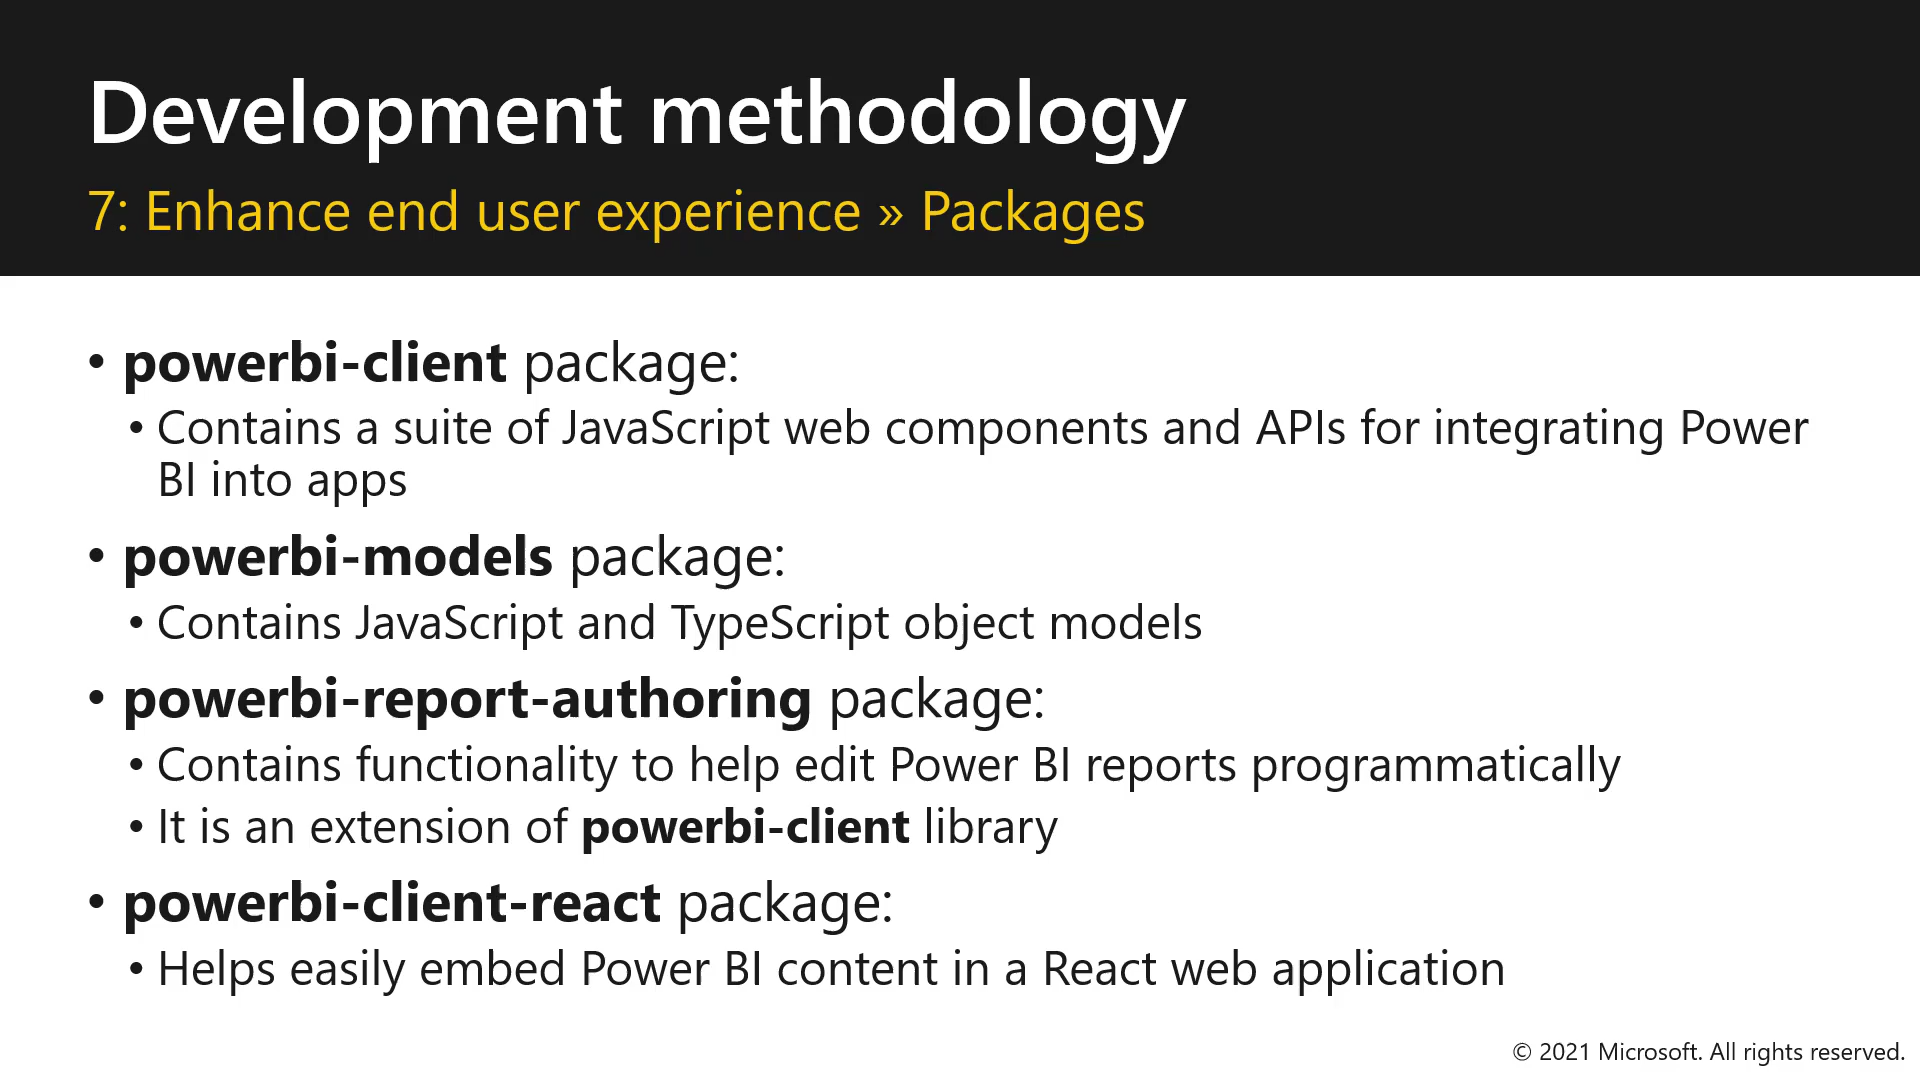 Development methodology
7: Enhance end user experience » Packages
• powerbi-client package:
• Contains a suite of JavaScript web components and APIs for integrating Power
BI into apps
• powerbi-models package:
• Contains JavaScript and TypeScript object models
• powerbi-report-authoring package:
• Contains functionality to help edit Power BI reports programmatically
• It is an extension of powerbi-client library
• powerbi-client-react package:
• Helps easily embed Power BI content in a React web application
© 2021 Microsoft. All rights reserved.